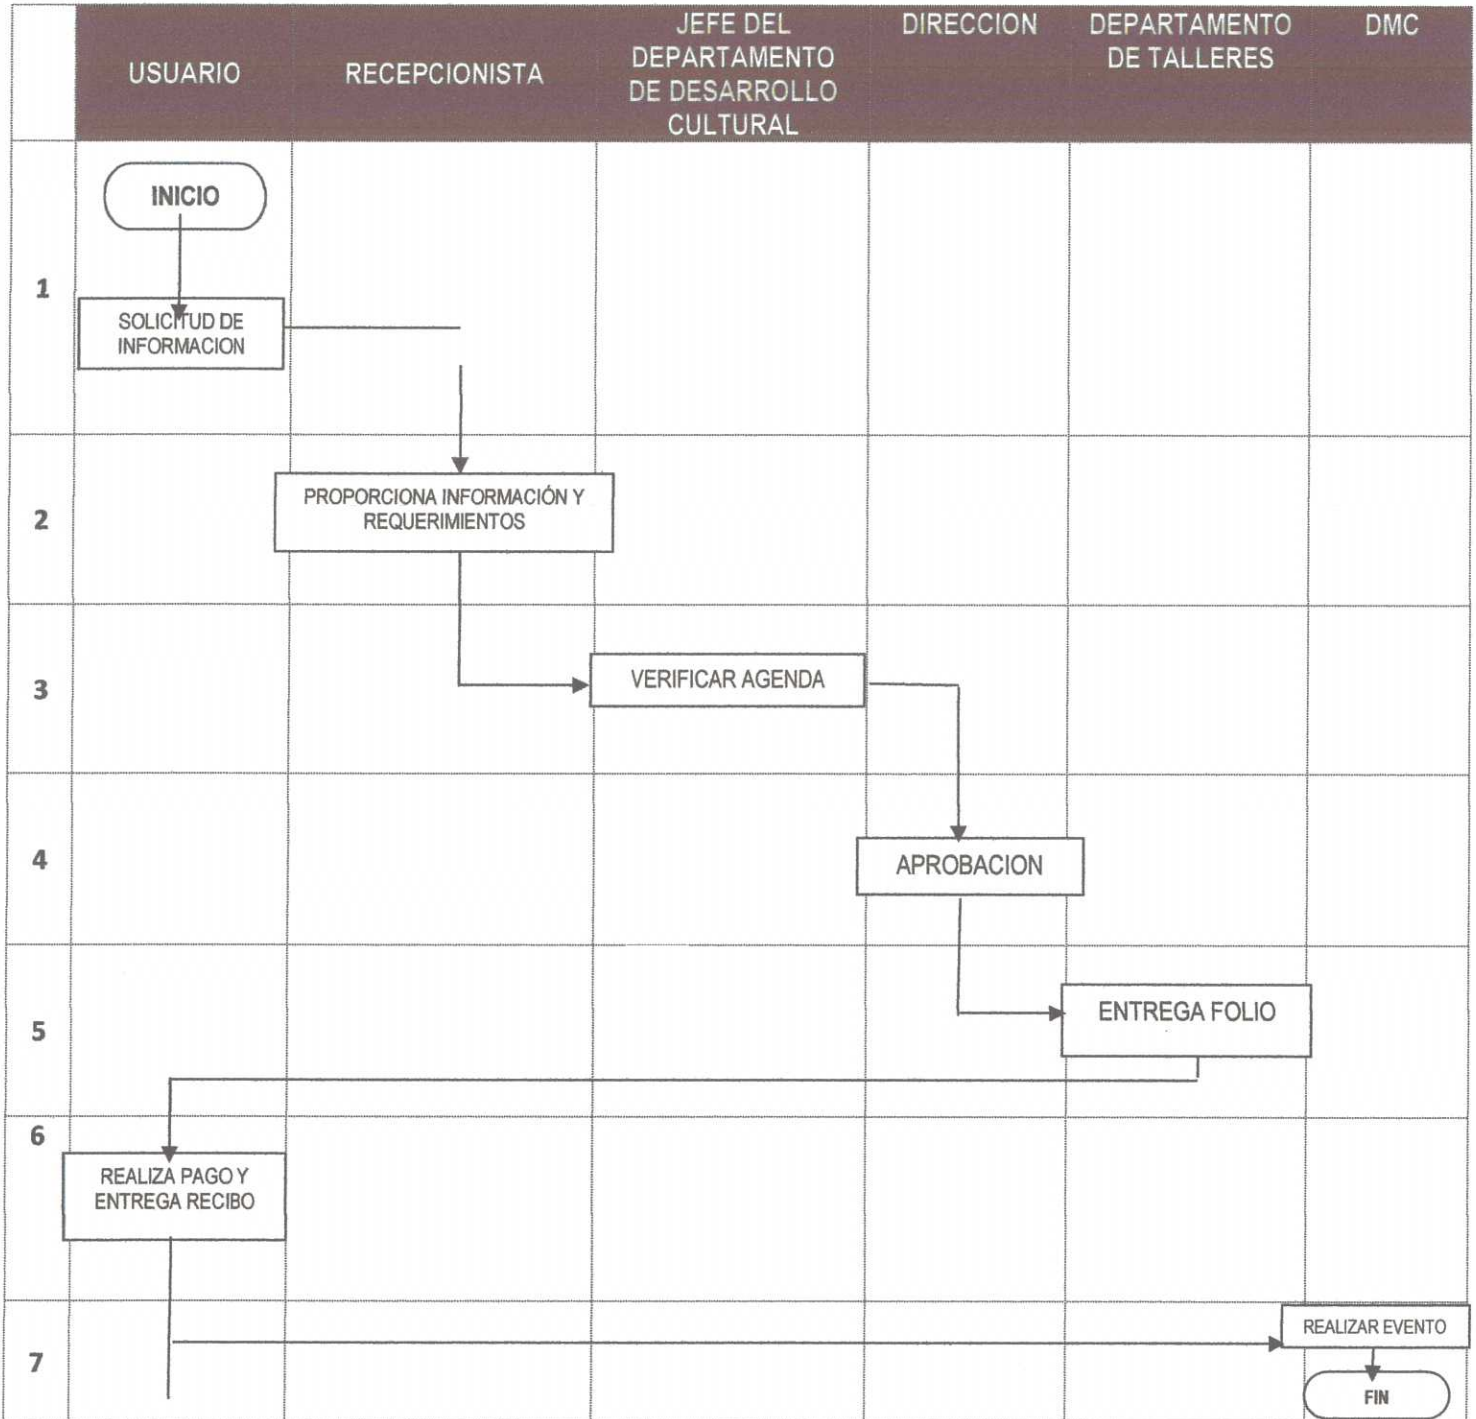 USUARIO
RECEPCIONISTA
JEFE DEL
DEPARTAMENTO
DE DESARROLLO
CULTURAL
DIRECCION
DEPARTAMENTO
DE TALLERES
DMC
INICIO
1
SOLICITUD DE
INFORMACION
2
PROPORCIONA INFORMACIÓN Y
REQUERIMIENTOS
3
VERIFICAR AGENDA
4
APROBACION
5
ENTREGA FOLIO
6
REALIZA PAGO Y
ENTREGA RECIBO
7
REALIZAR EVENTO
FIN